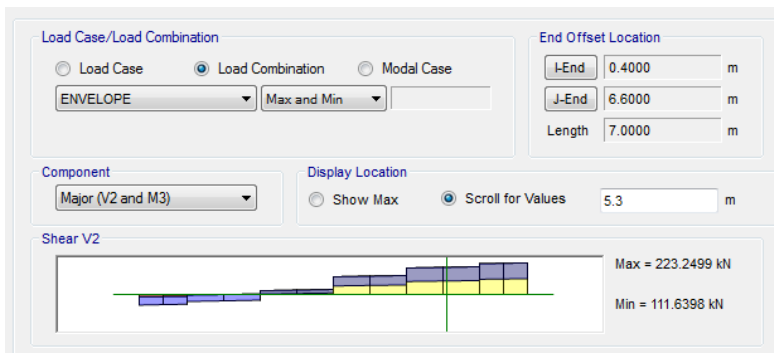 Load Case/Load Combination
Load Case Load Combination Modal Case
ENVELOPE Max and Min
End Offset Location
I-End 0.4000 m
J-End 6.6000 m
Length 7.0000 m
Component
Major (V2 and M3)
Display Location
Show Max Scroll for Values 5.3 m
Shear V2
Max = 223.2499 kN
Min = 111.6398 kN